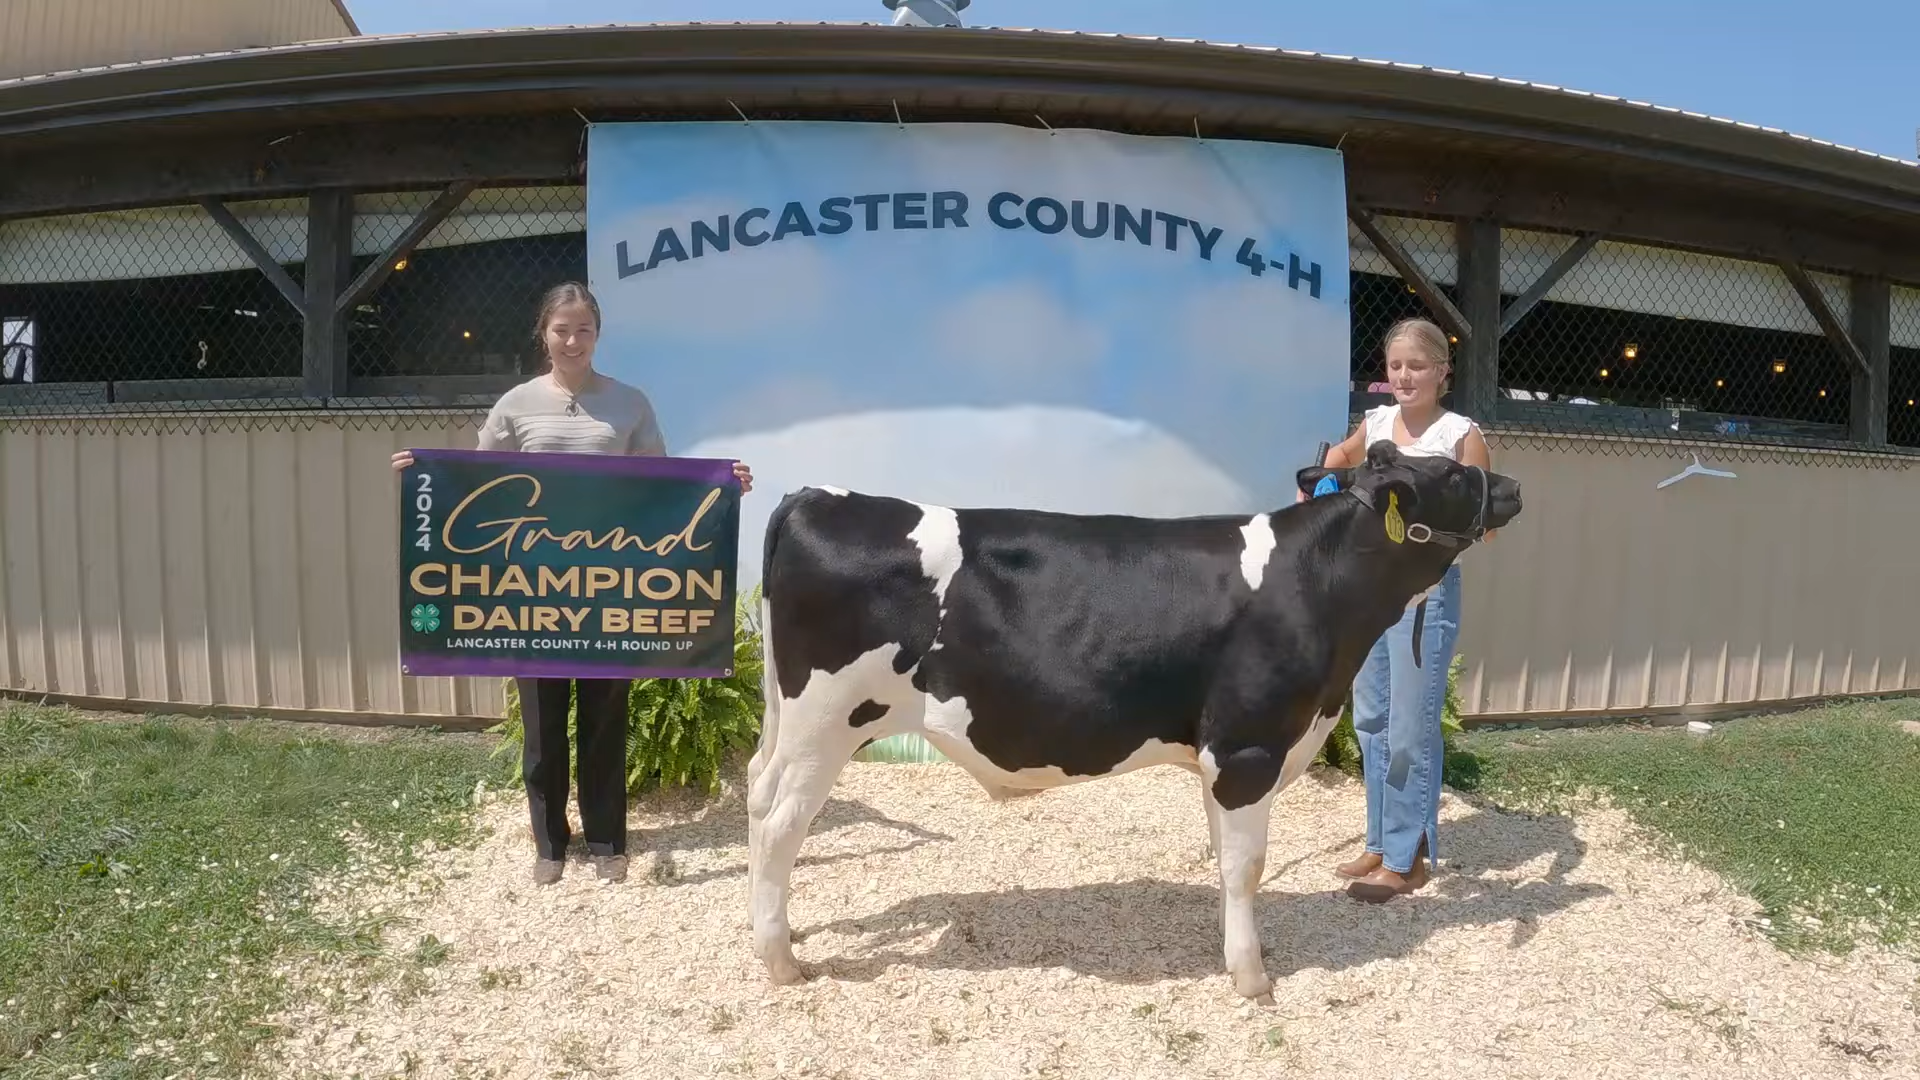 LANCASTER COUNTY 4-H
2024
Grand
CHAMPION
DAIRY BEEF
LANCASTER COUNTY 4-H ROUND UP